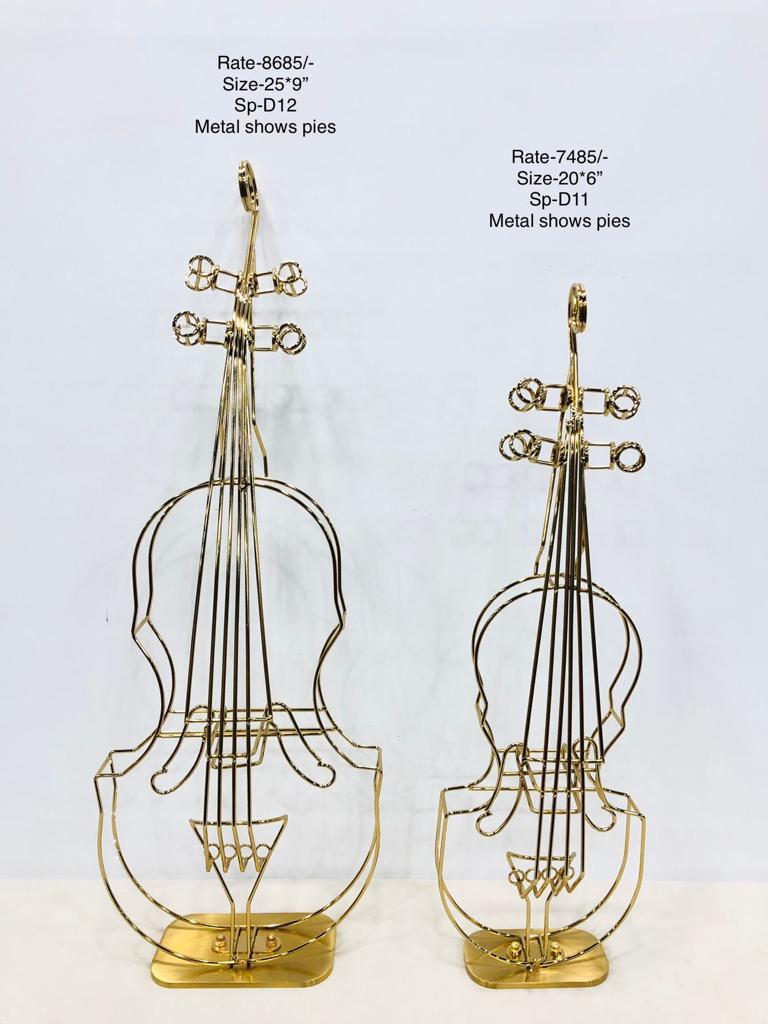 Rate-8685/-
Size-25*9”
Sp-D12
Metal shows pies
Rate-7485/-
Size-20*6”
Sp-D11
Metal shows pies